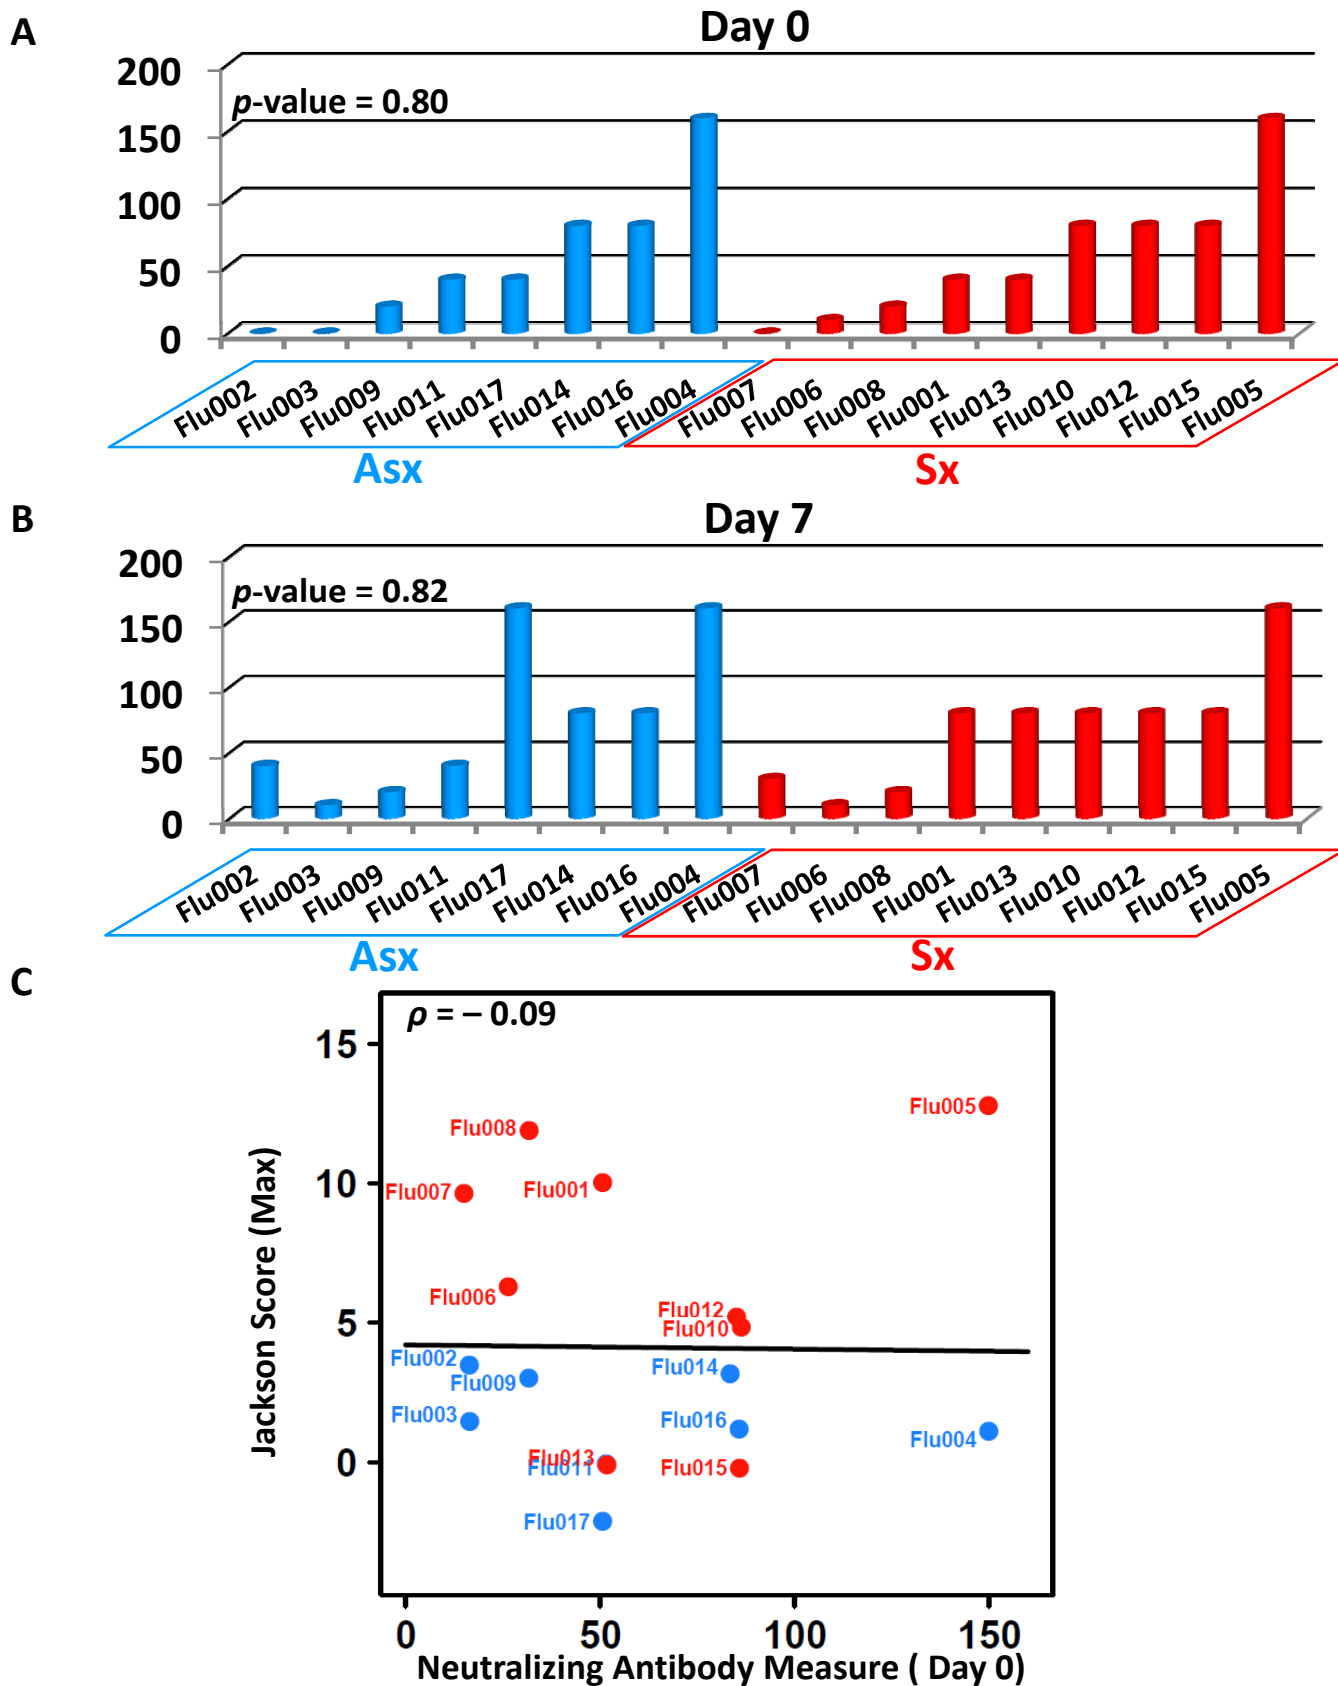 A
Day 0
200
p-value = 0.80
150
100
50
0
Flu002 Flu003 Flu009 Flu011 Flu017 Flu014 Flu016 Flu004 Flu007 Flu006 Flu008 Flu001 Flu013 Flu010 Flu012 Flu015 Flu005
Asx Sx
B
Day 7
200
p-value = 0.82
150
100
50
0
Flu002 Flu003 Flu009 Flu011 Flu017 Flu014 Flu016 Flu004 Flu007 Flu006 Flu008 Flu001 Flu013 Flu010 Flu012 Flu015 Flu005
Asx Sx
C
ρ = – 0.09
15
10
5
0
Jackson Score (Max)
Flu005
Flu008
Flu007 Flu001
Flu006
Flu012
Flu010
Flu002
Flu014
Flu009
Flu003
Flu016
Flu004
Flu013
Flu011
Flu015
Flu017
0 50 100 150
Neutralizing Antibody Measure ( Day 0)